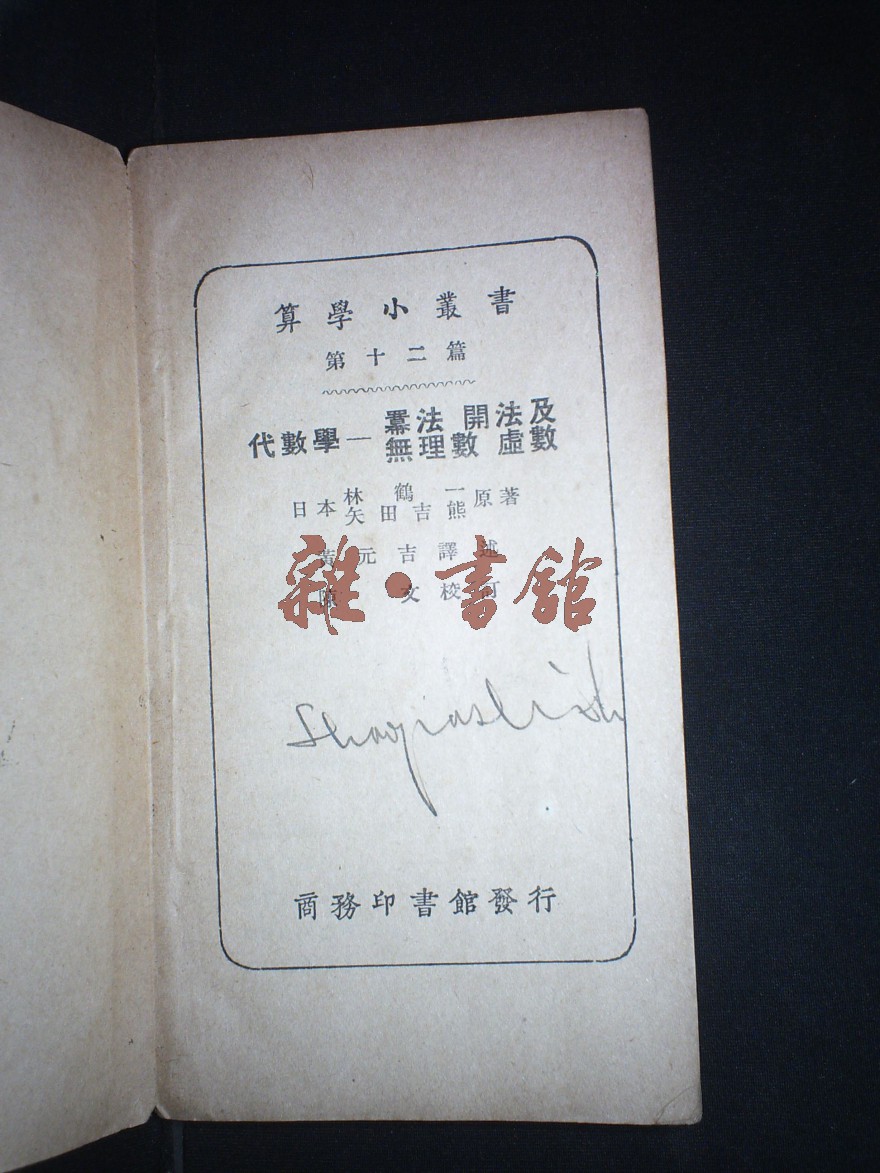 算學小叢書
第十二篇
代數學—羃法 開法及
無理數 虛數
日本 林鶴一 原著
矢田吉熊
黃元吉譯述
文校
雜·書館
商務印書館發行